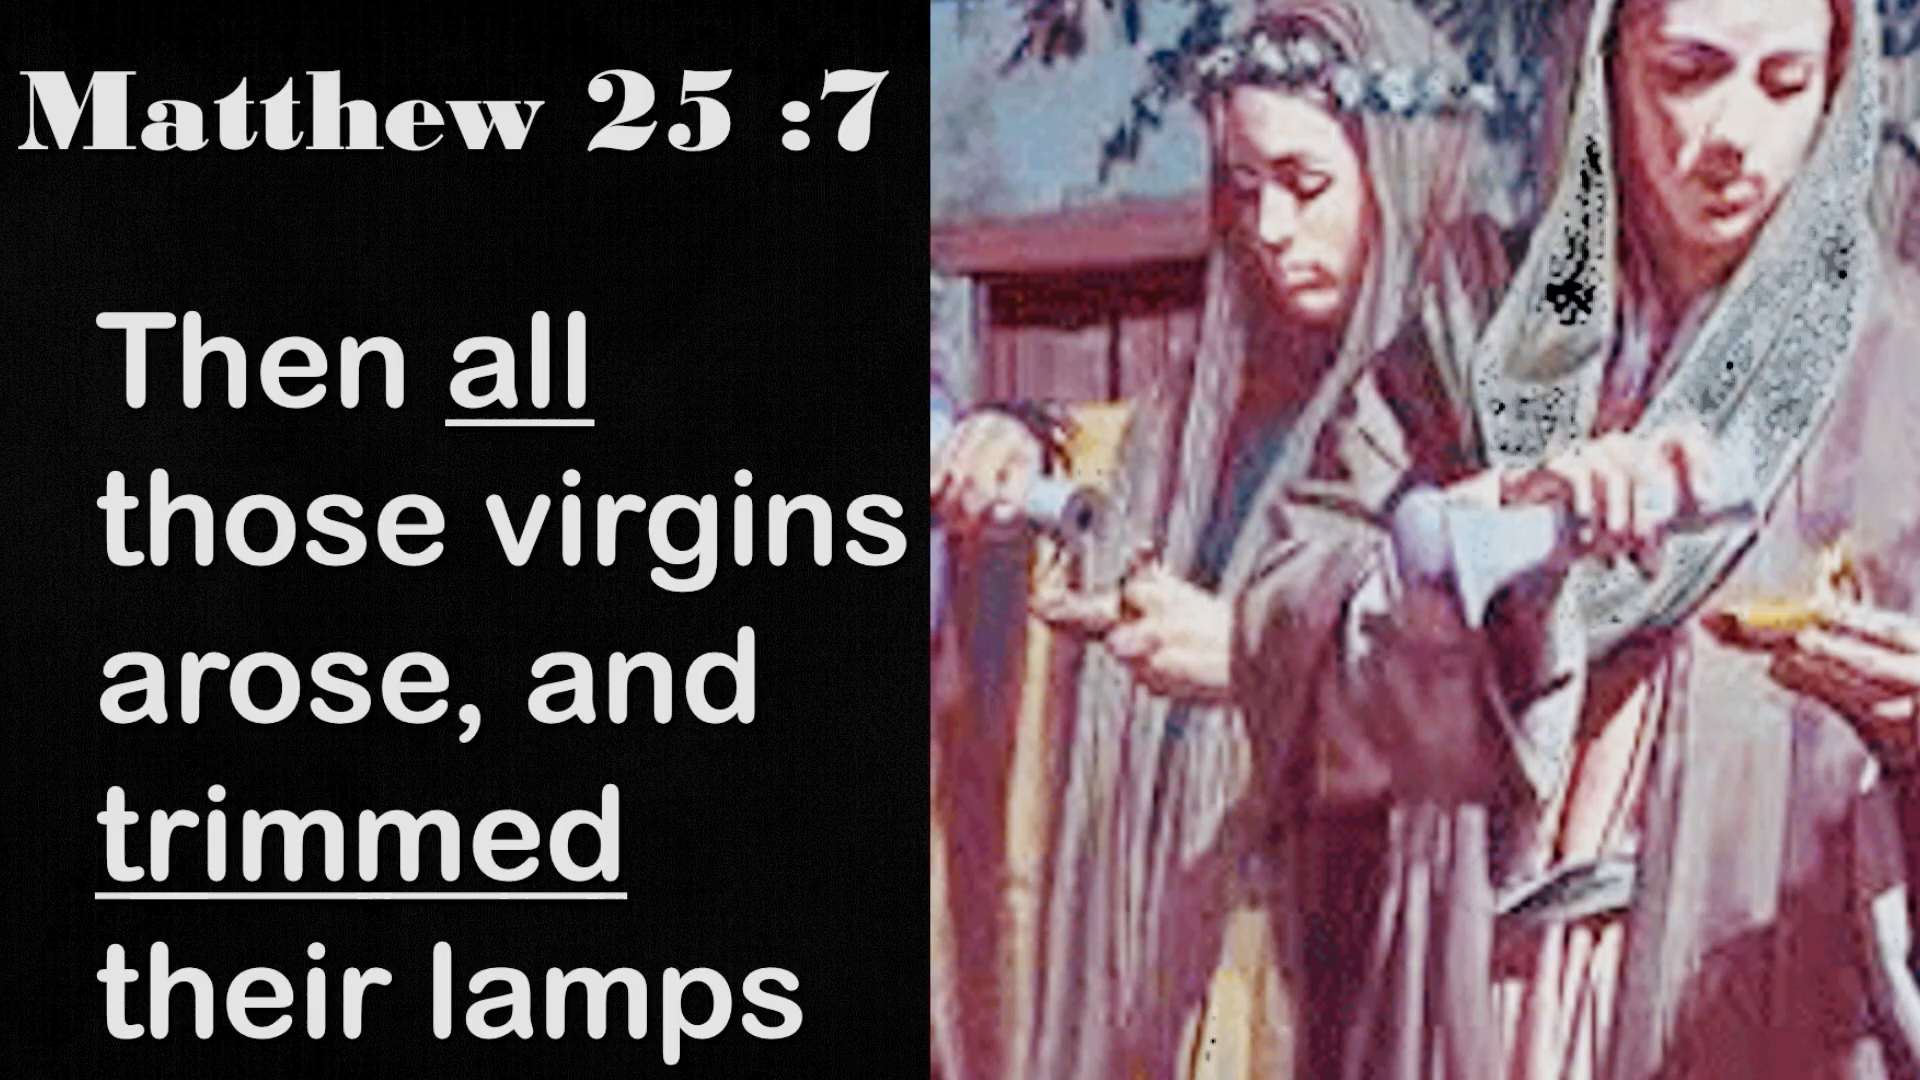 Matthew 25 :7
Then all
those virgins
arose, and
trimmed
their lamps